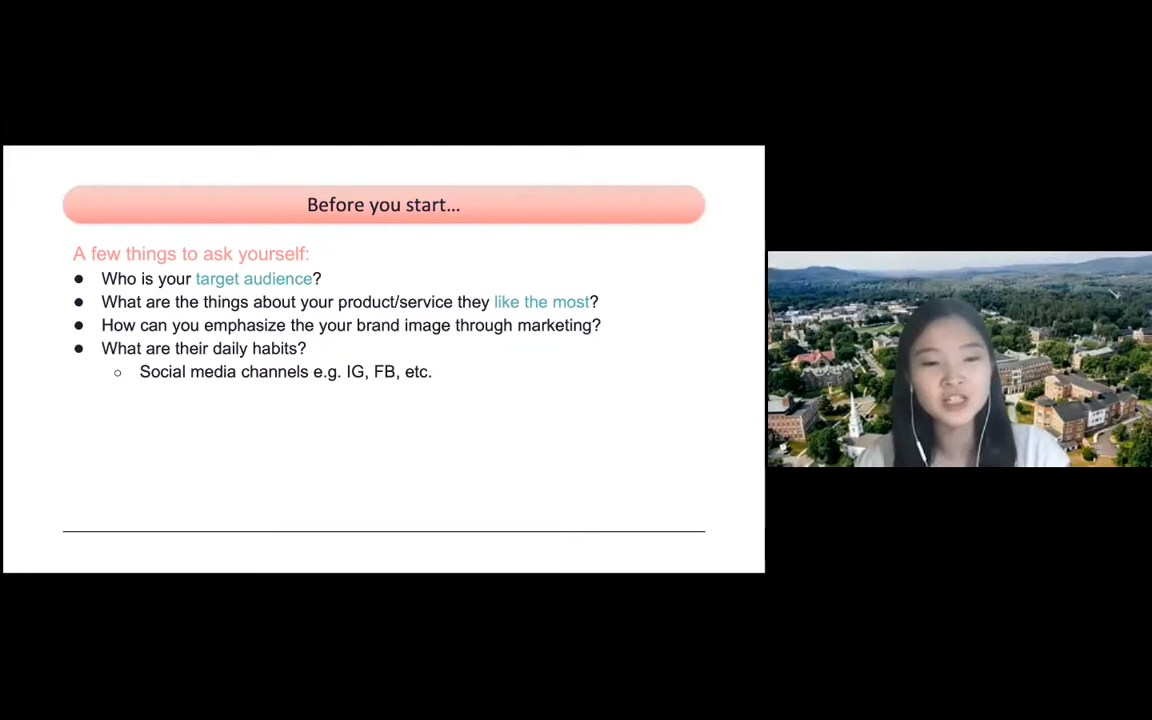 Before you start...
A few things to ask yourself:
● Who is your target audience?
● What are the things about your product/service they like the most?
● How can you emphasize the your brand image through marketing?
● What are their daily habits?
○ Social media channels e.g. IG, FB, etc.